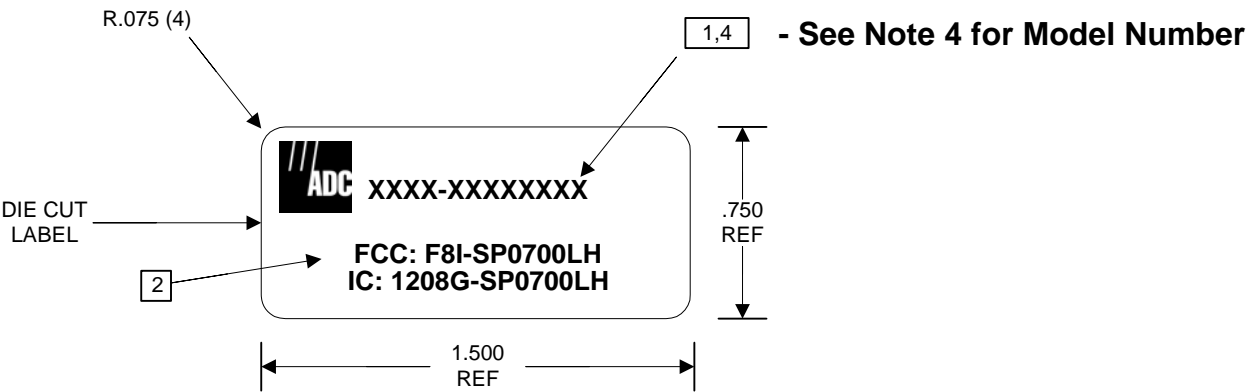 R.075 (4)
1,4 - See Note 4 for Model Number
ADC
XXXX-XXXXXXXX
DIE CUT
LABEL
.750
REF
FCC: F8I-SP0700LH
IC: 1208G-SP0700LH
2
1.500
REF